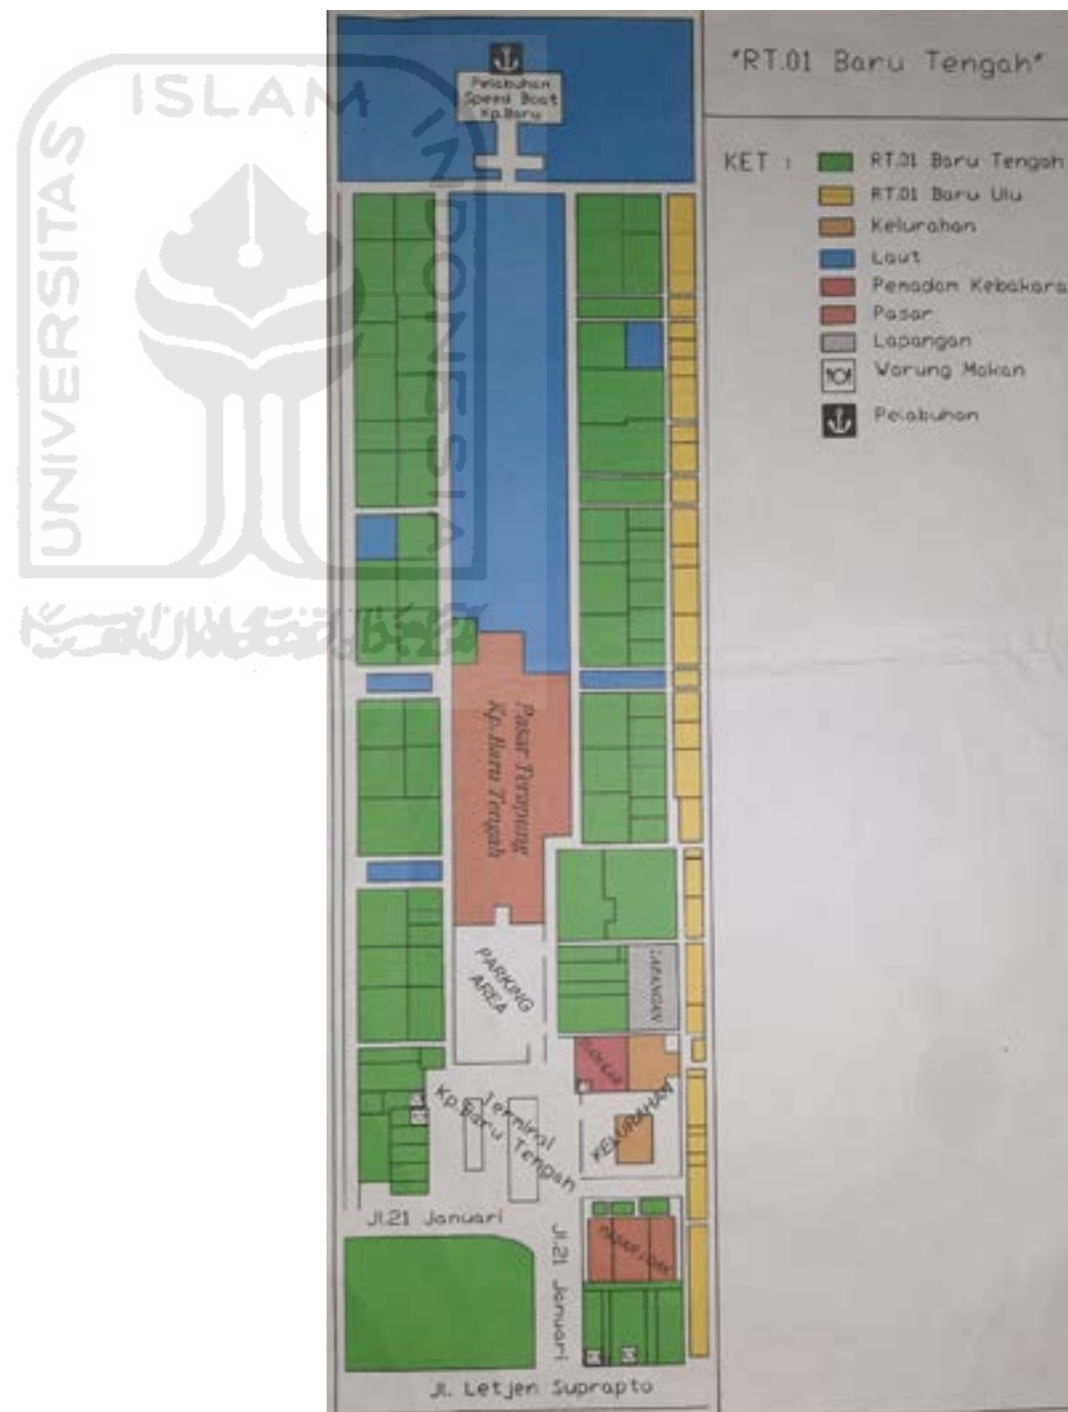 ISLAM
UNIVERSITAS
INDONESIA
"RT.01 Baru Tengah"
KET :
RT.01 Baru Tengah
RT.01 Baru Ulu
Kelurahan
Laut
Pemadam Kebakara
Pasar
Lapangan
Warung Makan
Pelabuhan
Pelabuhan
Speed Boat
Kp.Baru
Pasar Terapung
Kp.Baru Tengah
PARKING
AREA
LAPANGAN
KELURAHAN
Terminal
Kp.Baru Tengah
Jl.21 Januari
Jl.21 Januari
Jl. Letjen Suprapto